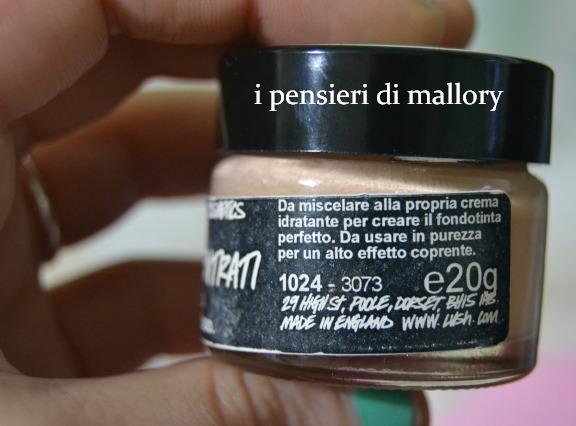 i pensieri di mallory
Da miscelare alla propria crema
idratante per creare il fondotinta
perfetto. Da usare in purezza
per un alto effetto coprente.
1024 - 3073 e20g
29 HIGH ST, POOLE, DORSET, BH15 1AB.
MADE IN ENGLAND WWW.LUSH.COM